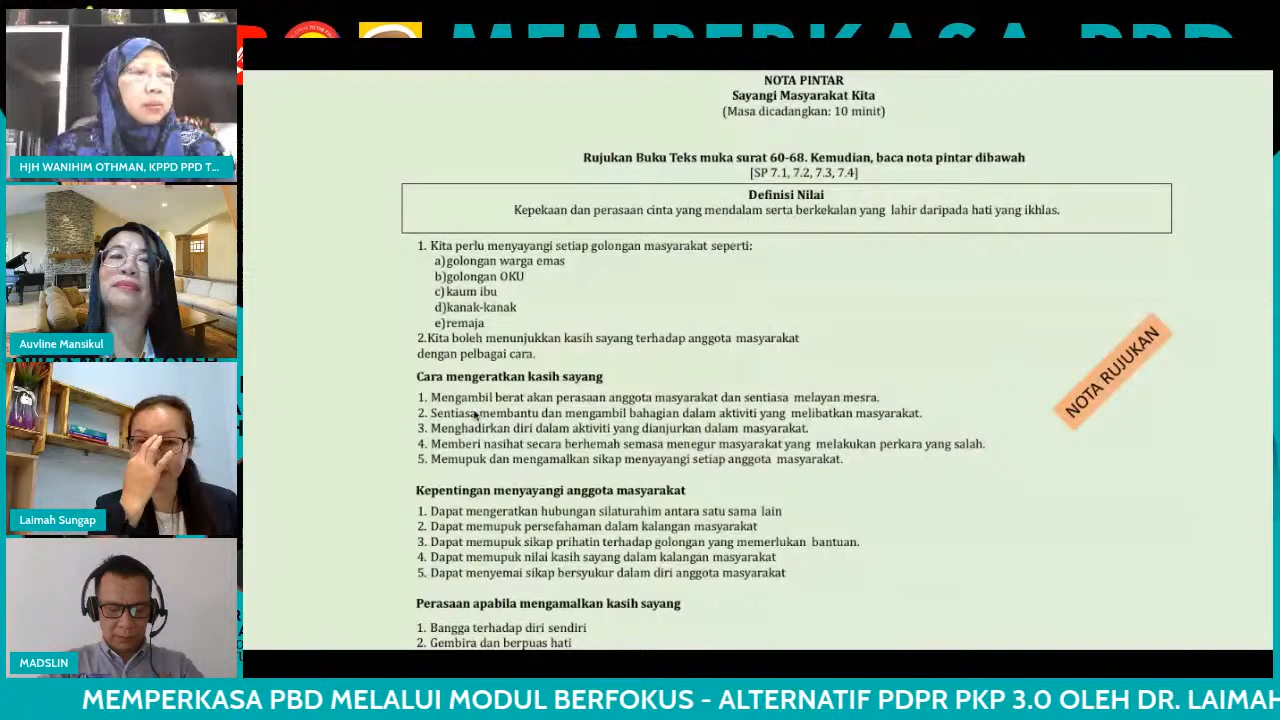 MEMPERKASA PBD
HJH WANIHIM OTHMAN, KPPD PPD T...
Auvline Mansikul
Laimah Sungap
MADSLIN
NOTA PINTAR
Sayangi Masyarakat Kita
(Masa dicadangkan: 10 minit)
Rujukan Buku Teks muka surat 60-68. Kemudian, baca nota pintar dibawah
[SP 7.1, 7.2, 7.3, 7.4]
Definisi Nilai
Kepekaan dan perasaan cinta yang mendalam serta berkekalan yang lahir daripada hati yang ikhlas.
1. Kita perlu menyayangi setiap golongan masyarakat seperti:
a)golongan warga emas
b)golongan OKU
c)kaum ibu
d)kanak-kanak
e)remaja
2.Kita boleh menunjukkan kasih sayang terhadap anggota masyarakat
dengan pelbagai cara.
NOTA RUJUKAN
Cara mengeratkan kasih sayang
1. Mengambil berat akan perasaan anggota masyarakat dan sentiasa melayan mesra.
2. Sentiasa membantu dan mengambil bahagian dalam aktiviti yang melibatkan masyarakat.
3. Menghadirkan diri dalam aktiviti yang dianjurkan dalam masyarakat.
4. Memberi nasihat secara berhemah semasa menegur masyarakat yang melakukan perkara yang salah.
5. Memupuk dan mengamalkan sikap menyayangi setiap anggota masyarakat.
Kepentingan menyayangi anggota masyarakat
1. Dapat mengeratkan hubungan silaturahim antara satu sama lain
2. Dapat memupuk persefahaman dalam kalangan masyarakat
3. Dapat memupuk sikap prihatin terhadap golongan yang memerlukan bantuan.
4. Dapat memupuk nilai kasih sayang dalam kalangan masyarakat
5. Dapat menyemai sikap bersyukur dalam diri anggota masyarakat
Perasaan apabila mengamalkan kasih sayang
1. Bangga terhadap diri sendiri
2. Gembira dan berpuas hati
MEMPERKASA PBD MELALUI MODUL BERFOKUS - ALTERNATIF PDPR PKP 3.0 OLEH DR. LAIMAH